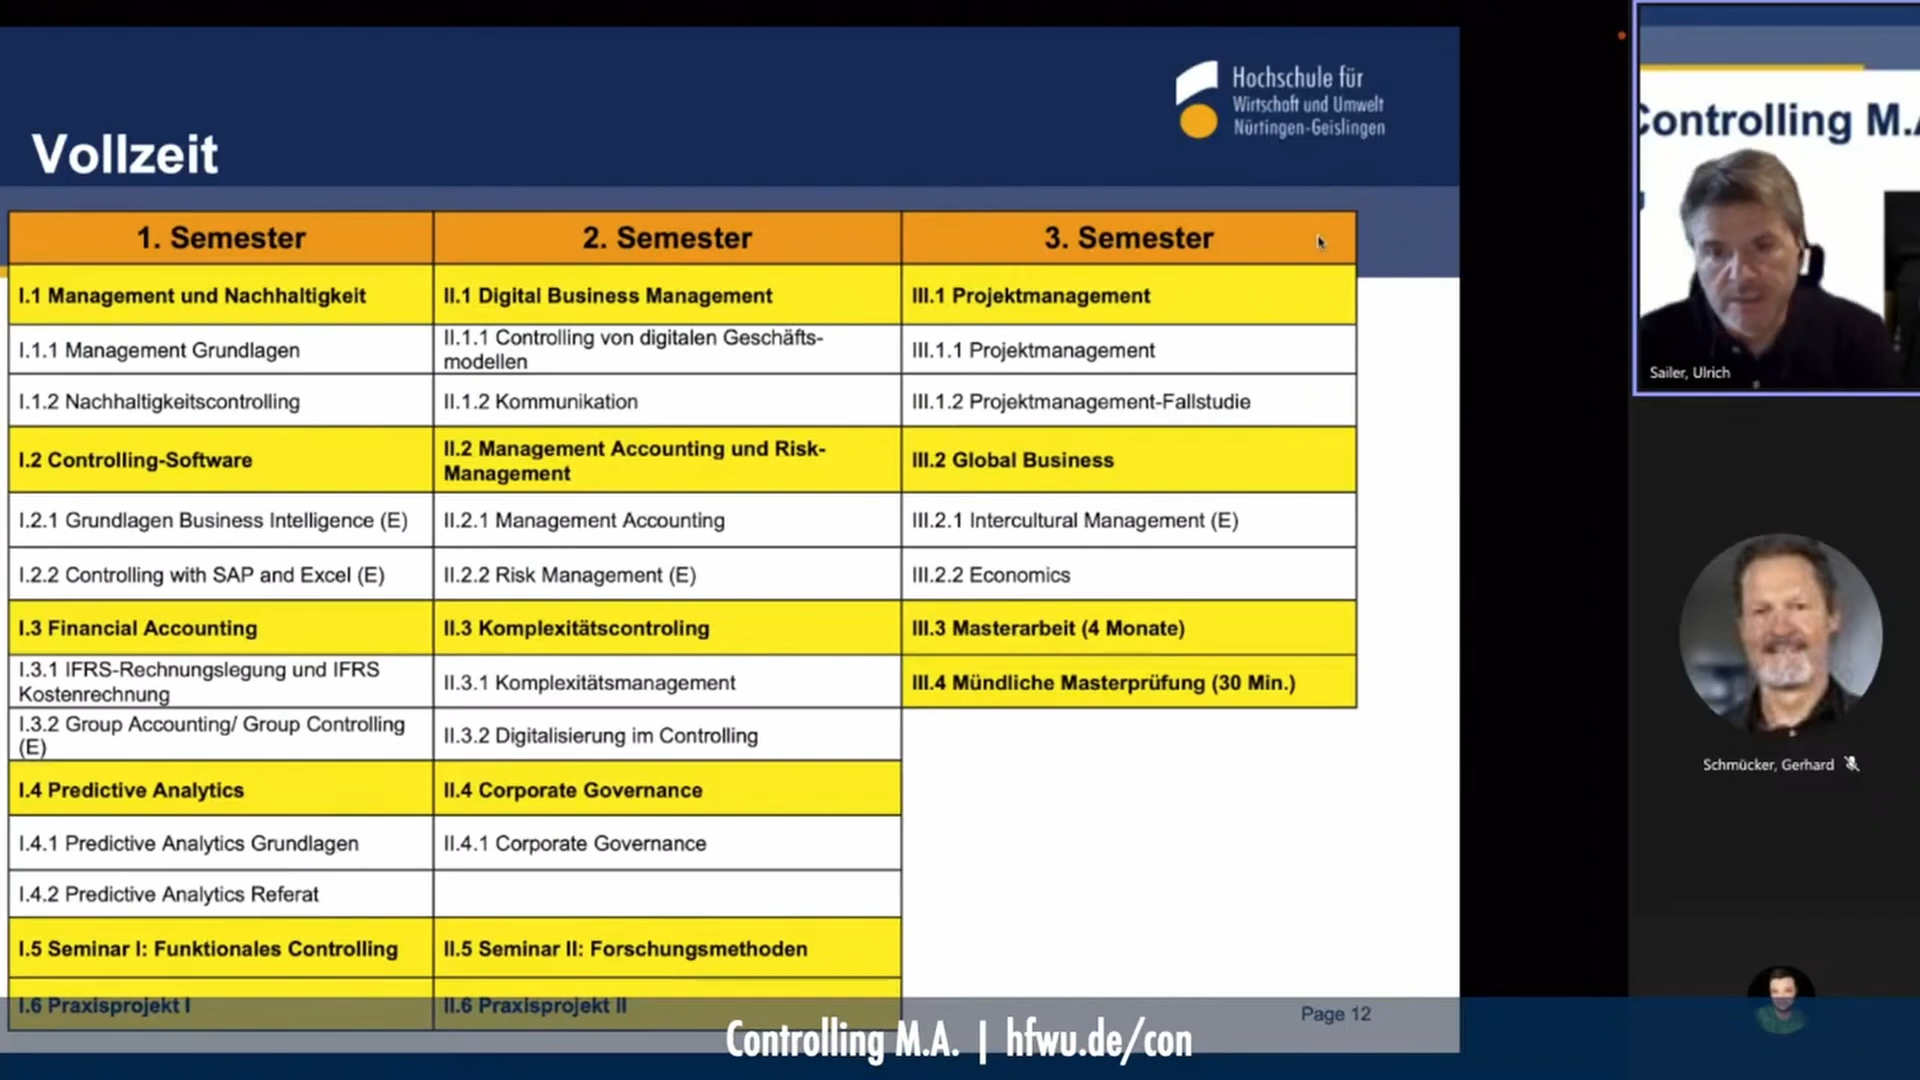 Hochschule für
Wirtschaft und Umwelt
Nürtingen-Geislingen
Vollzeit
1. Semester
2. Semester
3. Semester
I.1 Management und Nachhaltigkeit
II.1 Digital Business Management
III.1 Projektmanagement
I.1.1 Management Grundlagen
II.1.1 Controlling von digitalen Geschäfts-
modellen
III.1.1 Projektmanagement
I.1.2 Nachhaltigkeitscontrolling
II.1.2 Kommunikation
III.1.2 Projektmanagement-Fallstudie
I.2 Controlling-Software
II.2 Management Accounting und Risk-
Management
III.2 Global Business
I.2.1 Grundlagen Business Intelligence (E)
II.2.1 Management Accounting
III.2.1 Intercultural Management (E)
I.2.2 Controlling with SAP and Excel (E)
II.2.2 Risk Management (E)
III.2.2 Economics
I.3 Financial Accounting
II.3 Komplexitätscontroling
III.3 Masterarbeit (4 Monate)
I.3.1 IFRS-Rechnungslegung und IFRS
Kostenrechnung
II.3.1 Komplexitätsmanagement
III.4 Mündliche Masterprüfung (30 Min.)
I.3.2 Group Accounting/ Group Controlling
(E)
II.3.2 Digitalisierung im Controlling
I.4 Predictive Analytics
II.4 Corporate Governance
I.4.1 Predictive Analytics Grundlagen
II.4.1 Corporate Governance
I.4.2 Predictive Analytics Referat
I.5 Seminar I: Funktionales Controlling
II.5 Seminar II: Forschungsmethoden
I.6 Praxisprojekt I
II.6 Praxisprojekt II
Page 12
Controlling M.A. | hfwu.de/con
Controlling M.A
Sailer, Ulrich
Schmücker, Gerhard